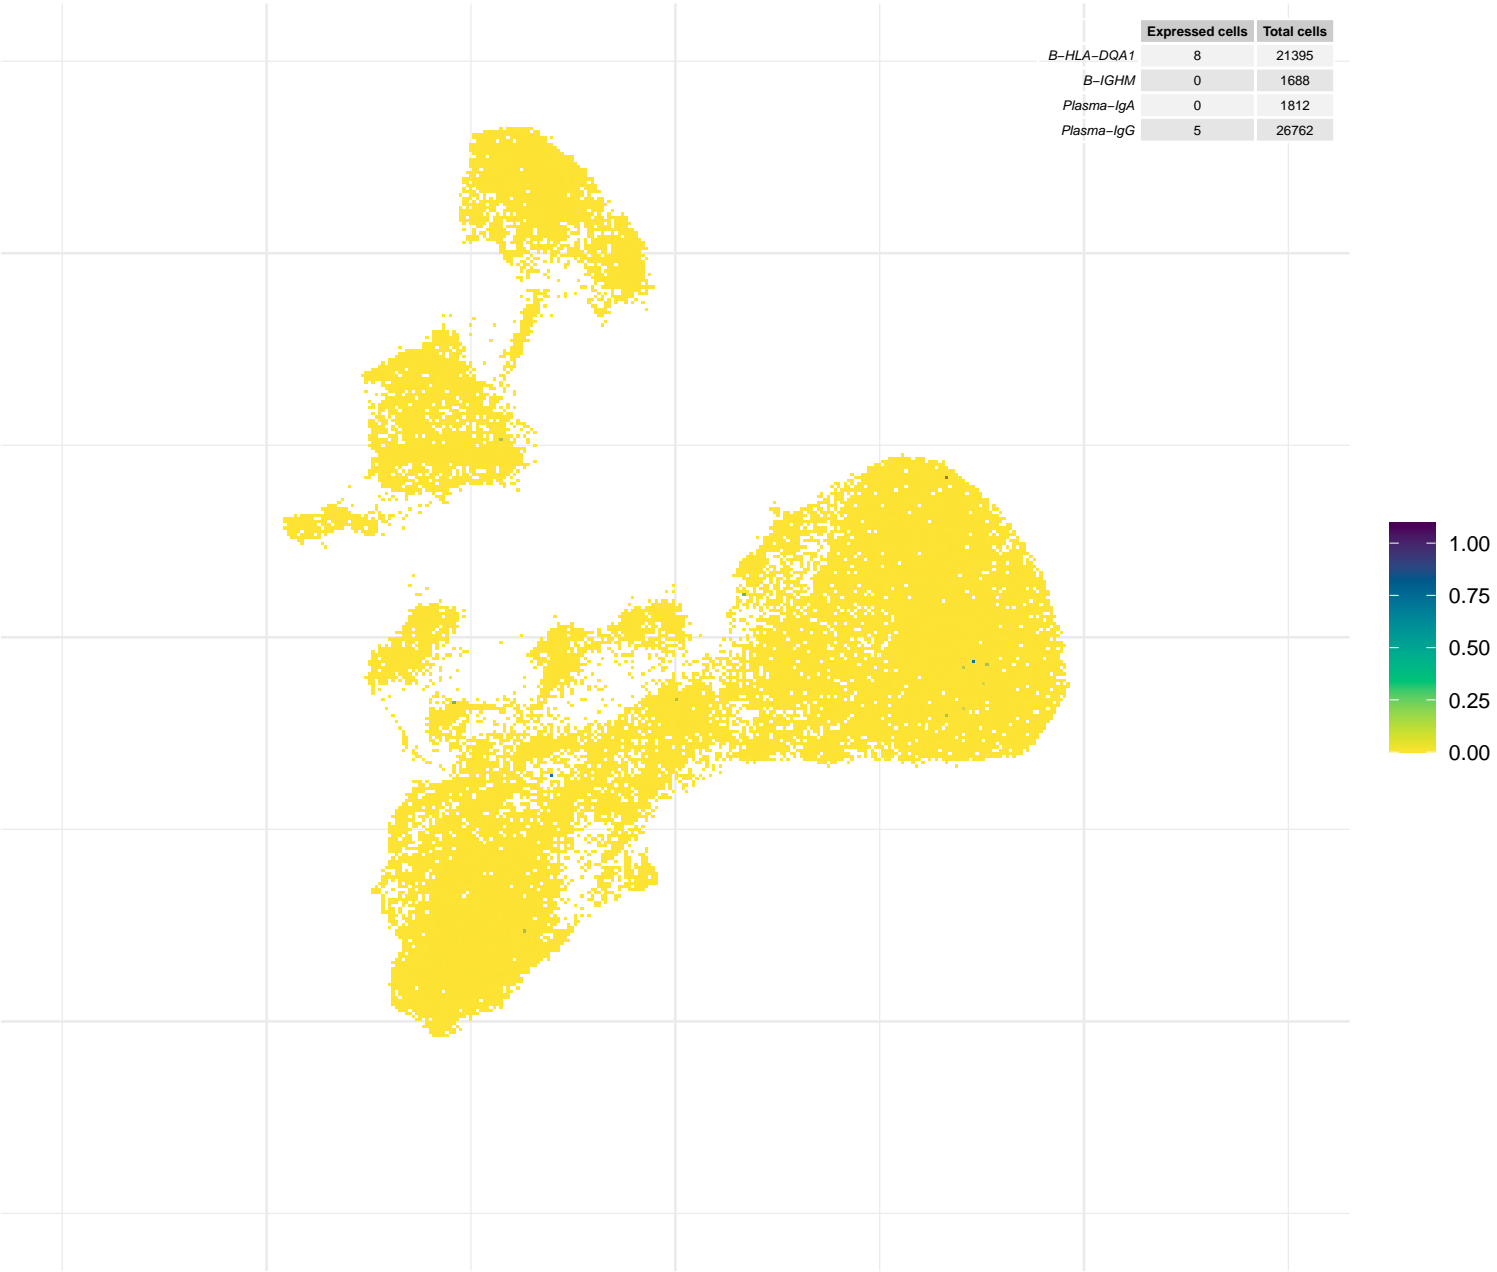 Expressed cells Total cells
B−HLA−DQA1 8 21395
B−IGHM 0 1688
Plasma−IgA 0 1812
Plasma−IgG 5 26762
1.00
0.75
0.50
0.25
0.00